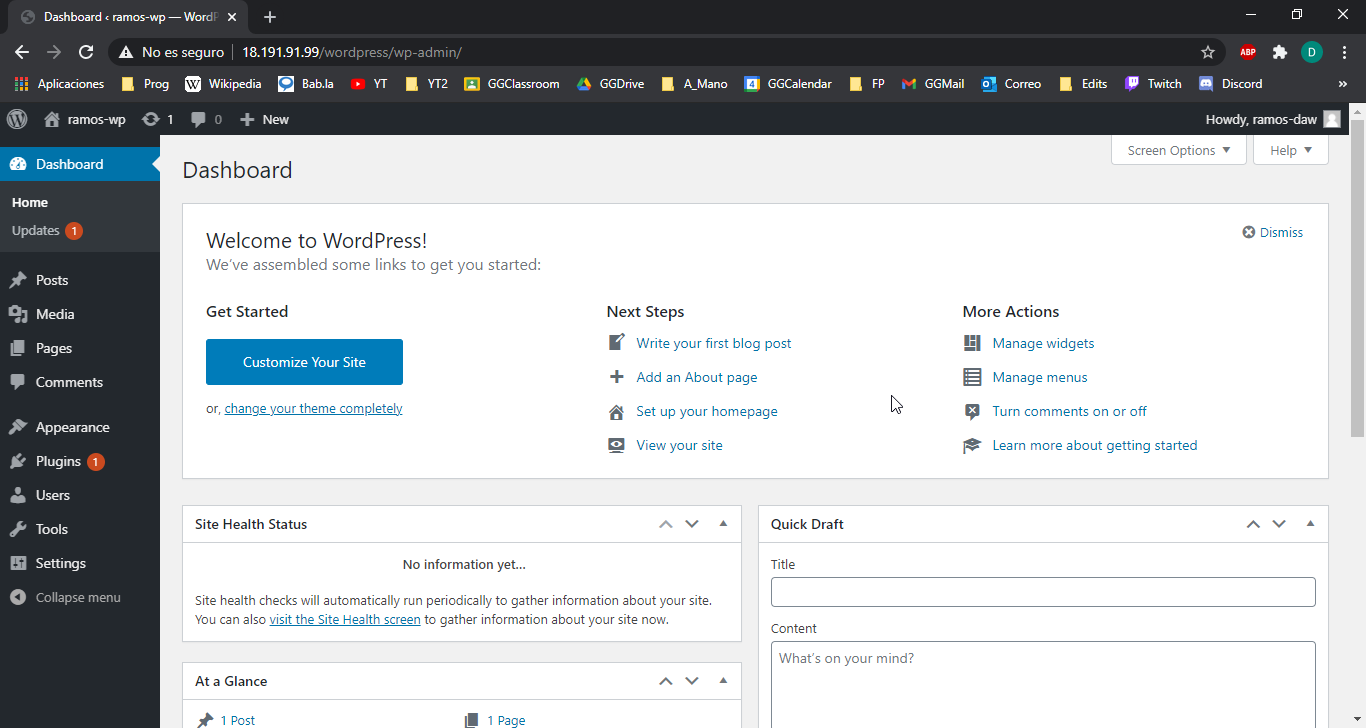 Dashboard ‹ ramos-wp — WordP
No es seguro 18.191.91.99/wordpress/wp-admin/ ABP D
Aplicaciones Prog W Wikipedia Bab.la YT YT2 GGClassroom GGDrive A_Mano 4 GGCalendar FP GGMail Correo Edits Twitch Discord »
ramos-wp 1 0 New Howdy, ramos-daw
Screen Options Help
Dashboard
Home
Updates 1
Posts
Media
Pages
Comments
Appearance
Plugins 1
Users
Tools
Settings
Collapse menu
Dashboard
Welcome to WordPress!
Dismiss
We've assembled some links to get you started:
Get Started
Customize Your Site
or, change your theme completely
Next Steps
Write your first blog post
Add an About page
Set up your homepage
View your site
More Actions
Manage widgets
Manage menus
Turn comments on or off
Learn more about getting started
Site Health Status
No information yet...
Site health checks will automatically run periodically to gather information about your site.
You can also visit the Site Health screen to gather information about your site now.
At a Glance
1 Post 1 Page
Quick Draft
Title
Content
What's on your mind?